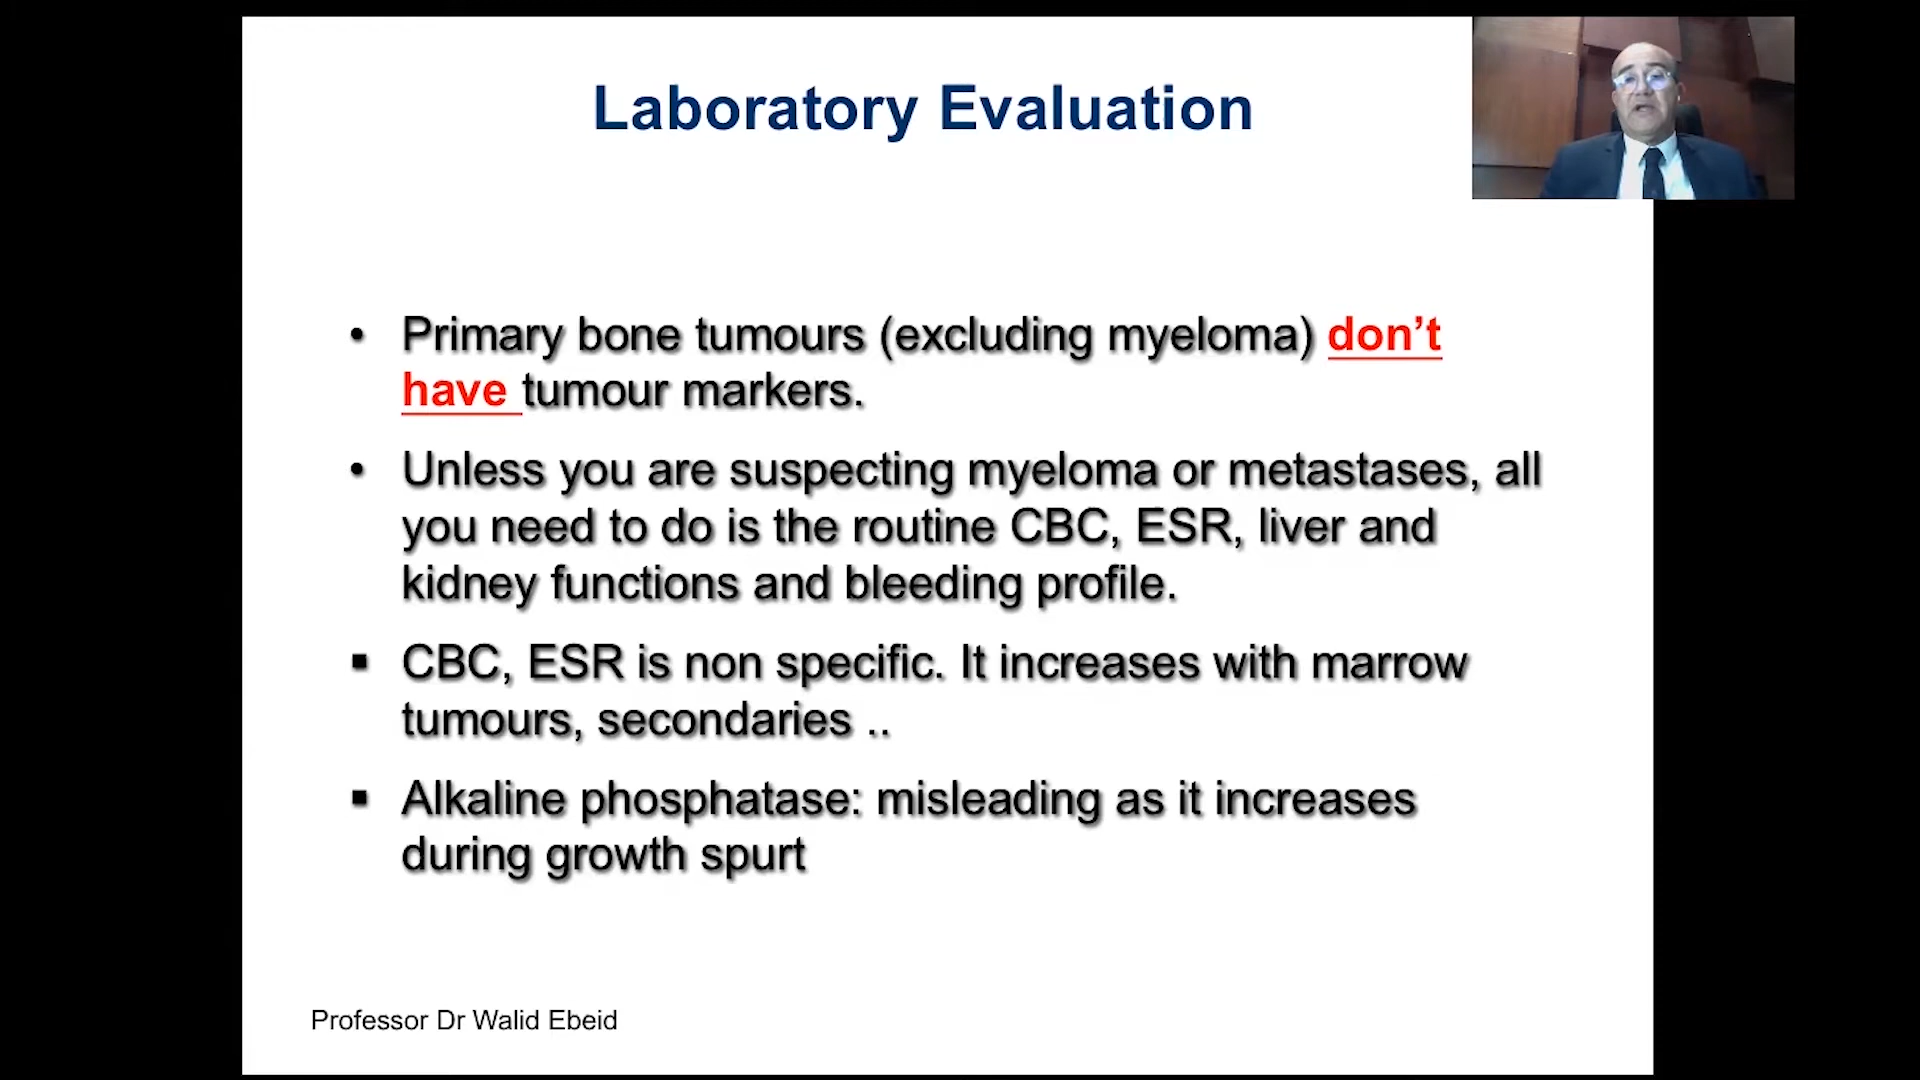 Laboratory Evaluation
• Primary bone tumours (excluding myeloma) don’t
have tumour markers.
• Unless you are suspecting myeloma or metastases, all
you need to do is the routine CBC, ESR, liver and
kidney functions and bleeding profile.
▪ CBC, ESR is non specific. It increases with marrow
tumours, secondaries ..
▪ Alkaline phosphatase: misleading as it increases
during growth spurt
Professor Dr Walid Ebeid